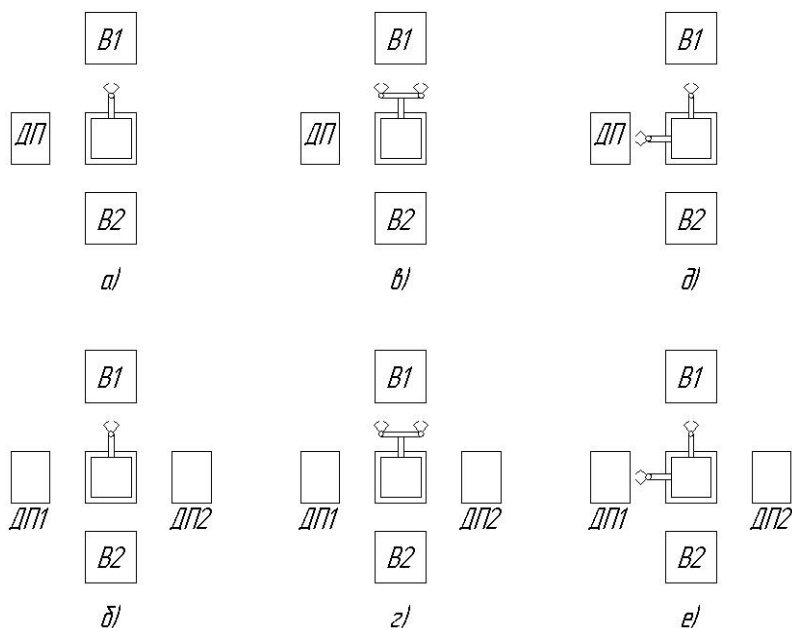 В1 В1 В1
ДП ДП ДП
В2 В2 В2
а) в) д)
В1 В1 В1
ДП1 ДП2 ДП1 ДП2 ДП1 ДП2
В2 В2 В2
б) г) е)